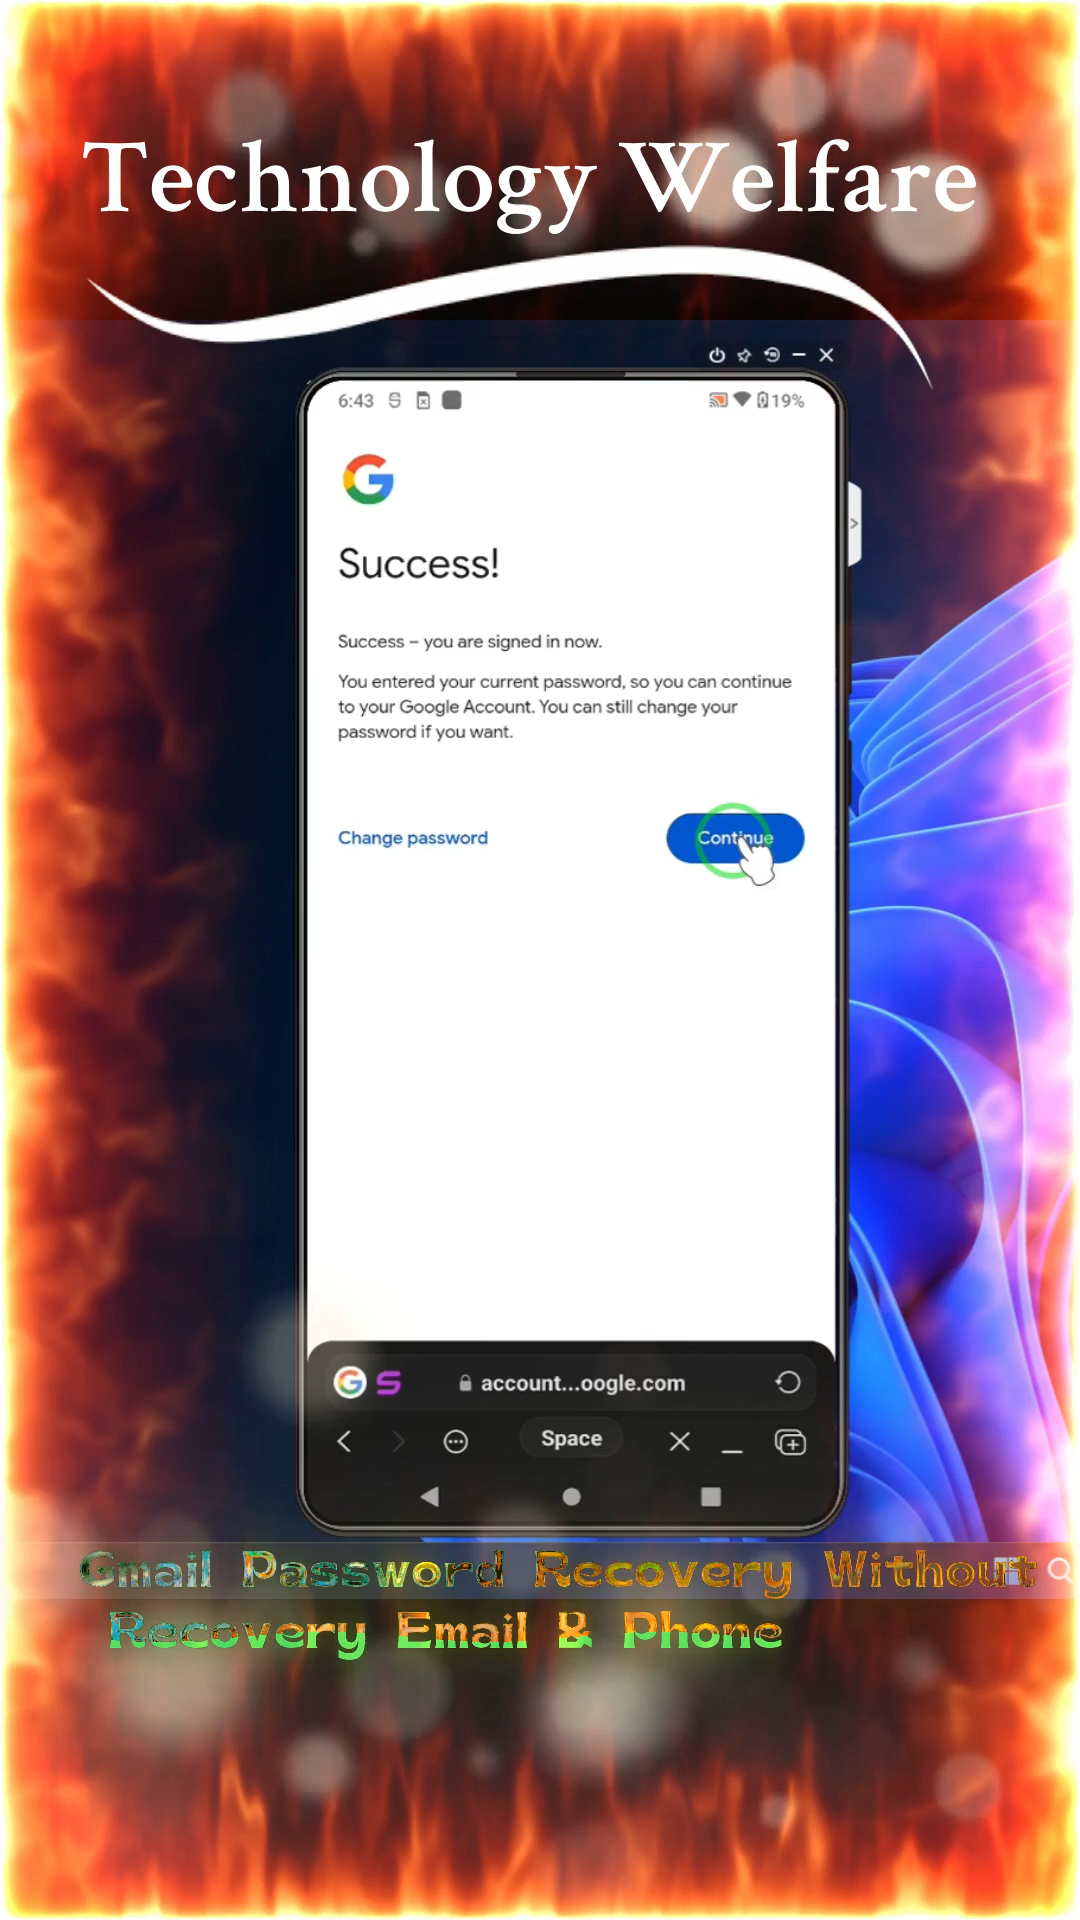 Technology Welfare
6:43
19%
Success!
Success – you are signed in now.
You entered your current password, so you can continue
to your Google Account. You can still change your
password if you want.
Change password
Continue
account...oogle.com
Space
Gmail Password Recovery Without
Recovery Email & Phone